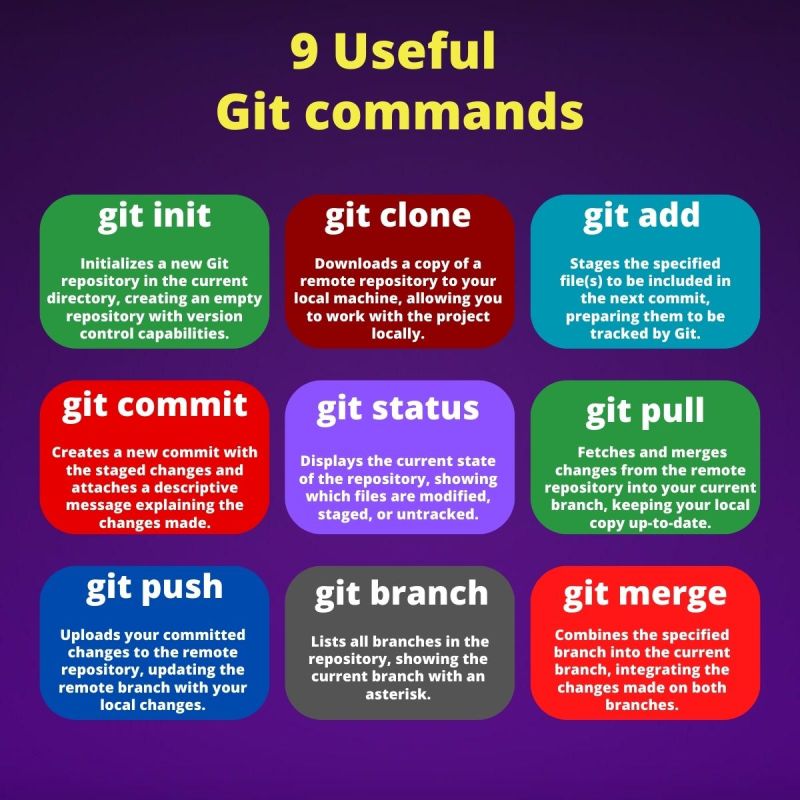 9 Useful
Git commands
git init
Initializes a new Git
repository in the current
directory, creating an empty
repository with version
control capabilities.
git clone
Downloads a copy of a
remote repository to your
local machine, allowing you
to work with the project
locally.
git add
Stages the specified
file(s) to be included in
the next commit,
preparing them to be
tracked by Git.
git commit
Creates a new commit with
the staged changes and
attaches a descriptive
message explaining the
changes made.
git status
Displays the current state
of the repository, showing
which files are modified,
staged, or untracked.
git pull
Fetches and merges
changes from the remote
repository into your current
branch, keeping your local
copy up-to-date.
git push
Uploads your committed
changes to the remote
repository, updating the
remote branch with your
local changes.
git branch
Lists all branches in the
repository, showing the
current branch with an
asterisk.
git merge
Combines the specified
branch into the current
branch, integrating the
changes made on both
branches.